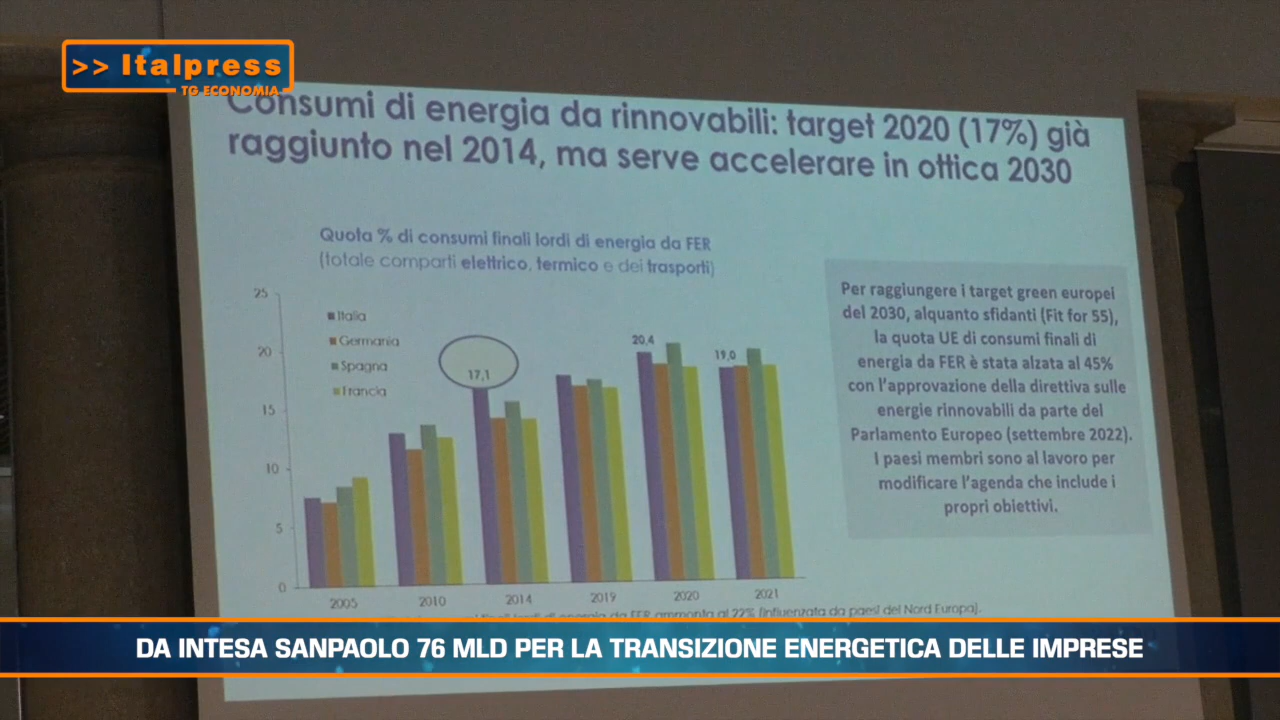 >> Italpress
TG ECONOMIA
Consumi di energia da rinnovabili: target 2020 (17%) già
raggiunto nel 2014, ma serve accelerare in ottica 2030
Quota % di consumi finali lordi di energia da FER
(totale comparti elettrico, termico e dei trasporti)
Per raggiungere i target green europei
del 2030, alquanto sfidanti (Fit for 55),
la quota UE di consumi finali di
energia da FER è stata alzata al 45%
con l'approvazione della direttiva sulle
energie rinnovabili da parte del
Parlamento Europeo (settembre 2022).
I paesi membri sono al lavoro per
modificare l'agenda che include i
propri obiettivi.
25
20
15
10
5
0
Italia
Germania
Spagna
Francia
17,1
20,4
19,0
2005 2010 2014 2019 2020 2021
lordi di energia da FER ammonta al 22% (influenzata da paesi del Nord Europa).
DA INTESA SANPAOLO 76 MLD PER LA TRANSIZIONE ENERGETICA DELLE IMPRESE